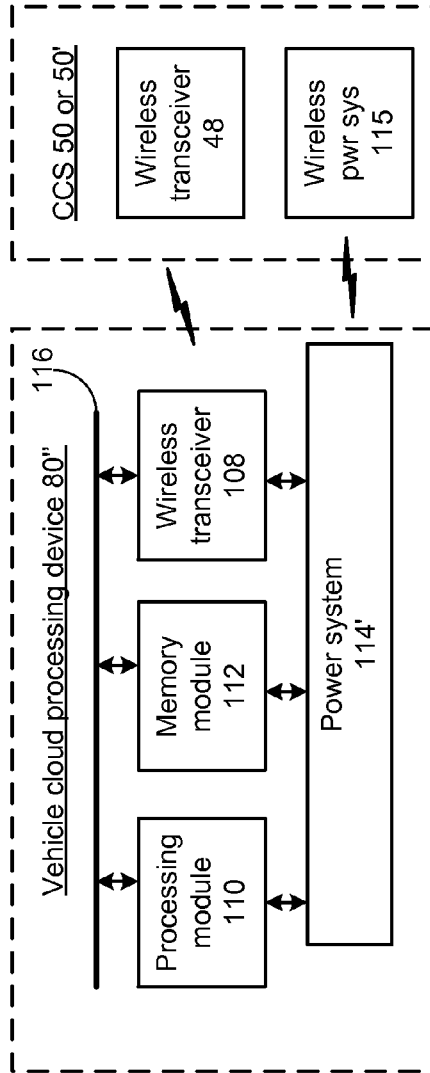 Vehicle cloud processing device 80"
116
Processing
module
110
Memory
module
112
Wireless
transceiver
108
Power system
114'
CCS 50 or 50'
Wireless
transceiver
48
Wireless
pwr sys
115